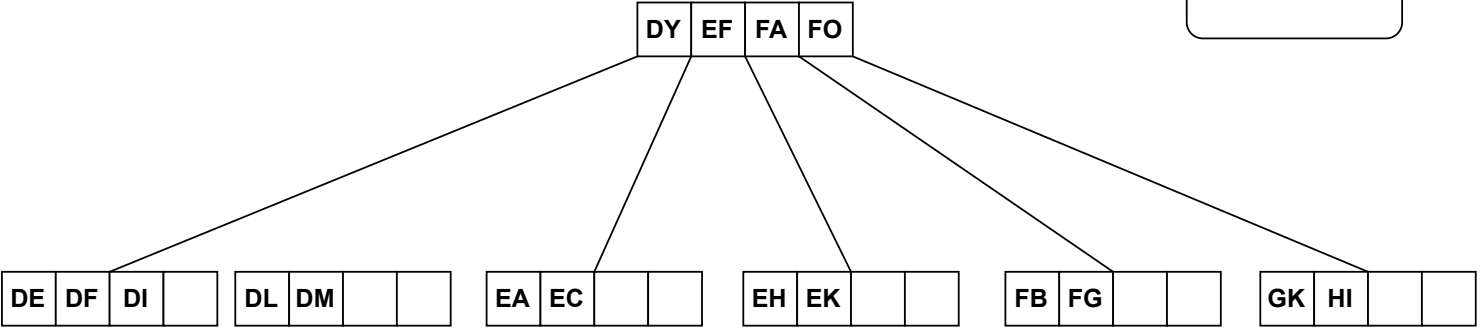 DY EF FA FO
DE DF DI DL DM EA EC EH EK FB FG GK HI